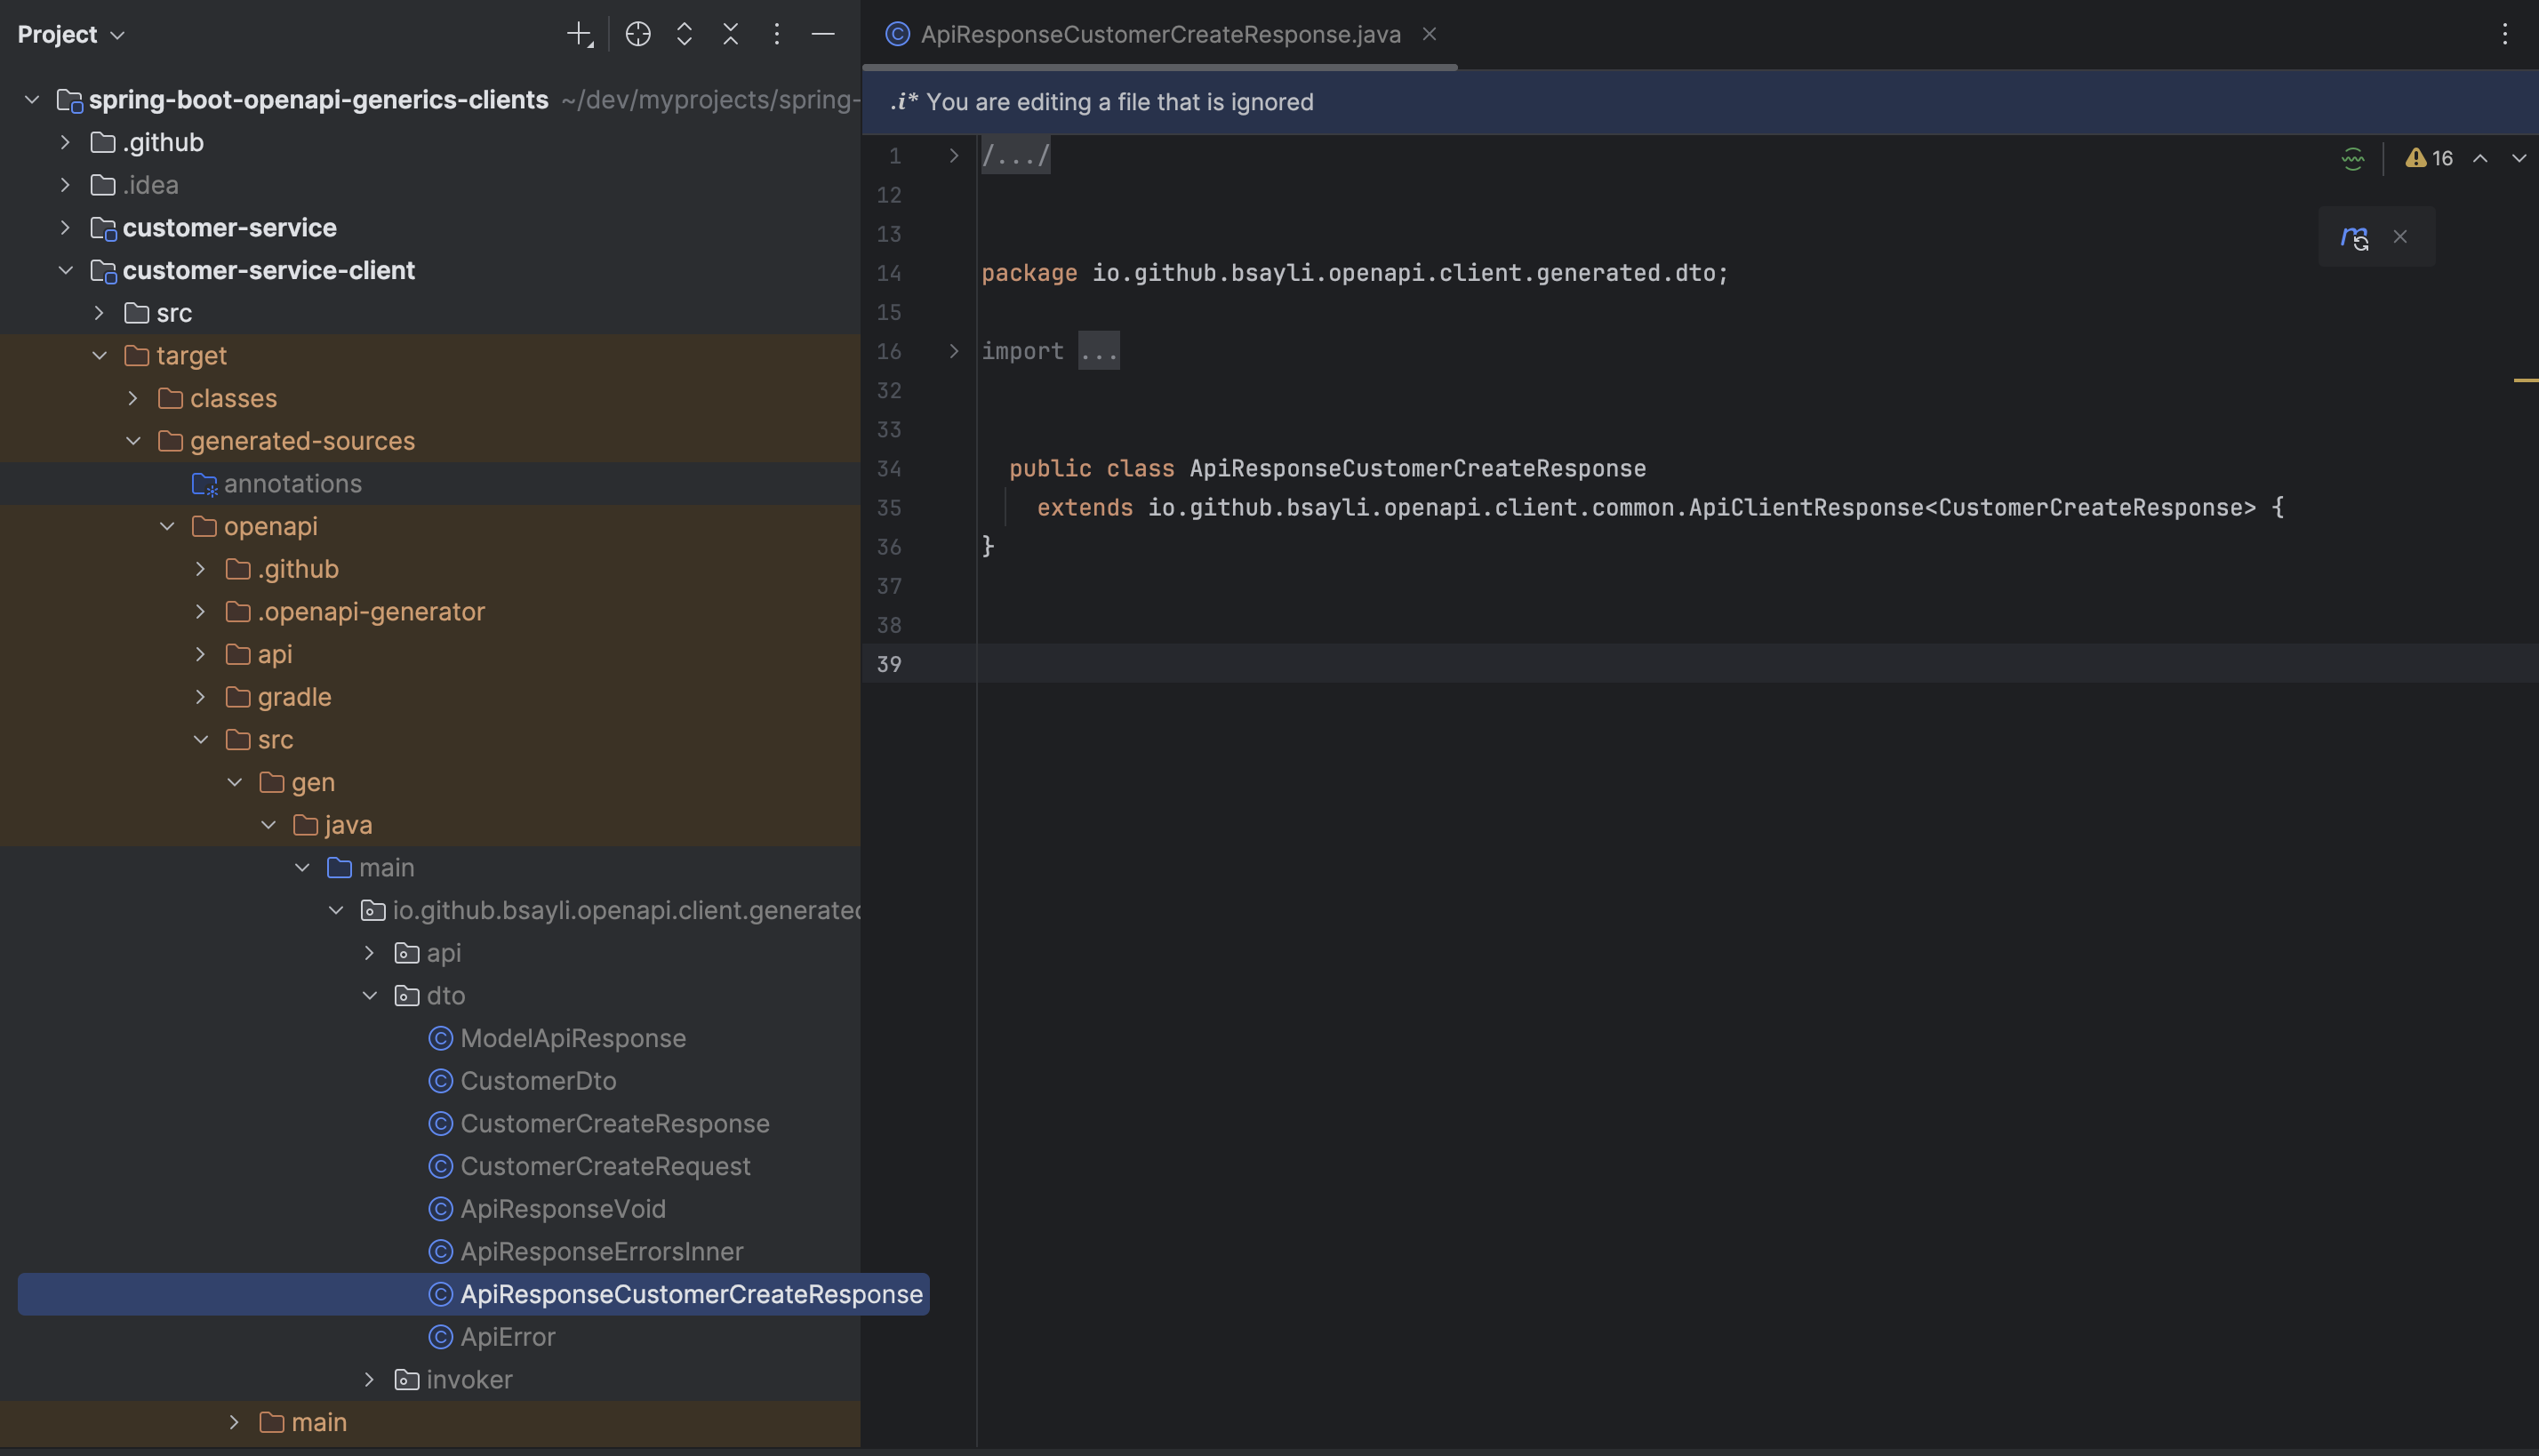 Project
spring-boot-openapi-generics-clients ~/dev/myprojects/spring-
.github
.idea
customer-service
customer-service-client
src
target
classes
generated-sources
annotations
openapi
.github
.openapi-generator
api
gradle
src
gen
java
main
io.github.bsayli.openapi.client.generated
api
dto
ModelApiResponse
CustomerDto
CustomerCreateResponse
CustomerCreateRequest
ApiResponseVoid
ApiResponseErrorsInner
ApiResponseCustomerCreateResponse
ApiError
invoker
main
ApiResponseCustomerCreateResponse.java
.i* You are editing a file that is ignored
16
1 /.../
12
13
14 package io.github.bsayli.openapi.client.generated.dto;
15
16 import ...
32
33
34 public class ApiResponseCustomerCreateResponse
35 extends io.github.bsayli.openapi.client.common.ApiClientResponse<CustomerCreateResponse> {
36 }
37
38
39